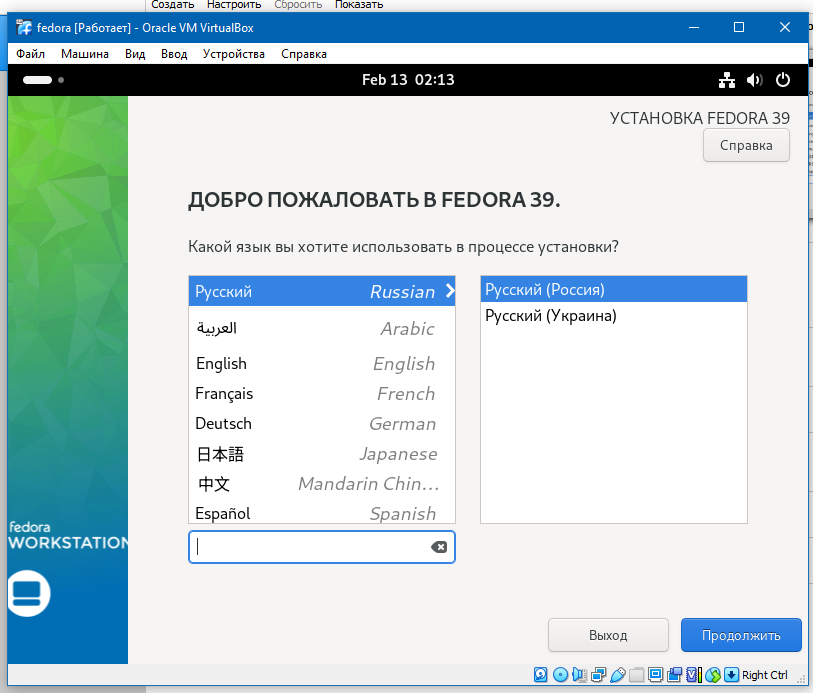 Создать Настроить Сбросить Показать
fedora [Работает] - Oracle VM VirtualBox
Файл Машина Вид Ввод Устройства Справка
Feb 13 02:13
УСТАНОВКА FEDORA 39
Справка
ДОБРО ПОЖАЛОВАТЬ В FEDORA 39.
Какой язык вы хотите использовать в процессе установки?
Русский Russian
Русский (Россия)
العربية Arabic
Русский (Украина)
English English
Français French
Deutsch German
日本語 Japanese
中文 Mandarin Chin...
Español Spanish
fedora
WORKSTATION
Выход Продолжить
Right Ctrl